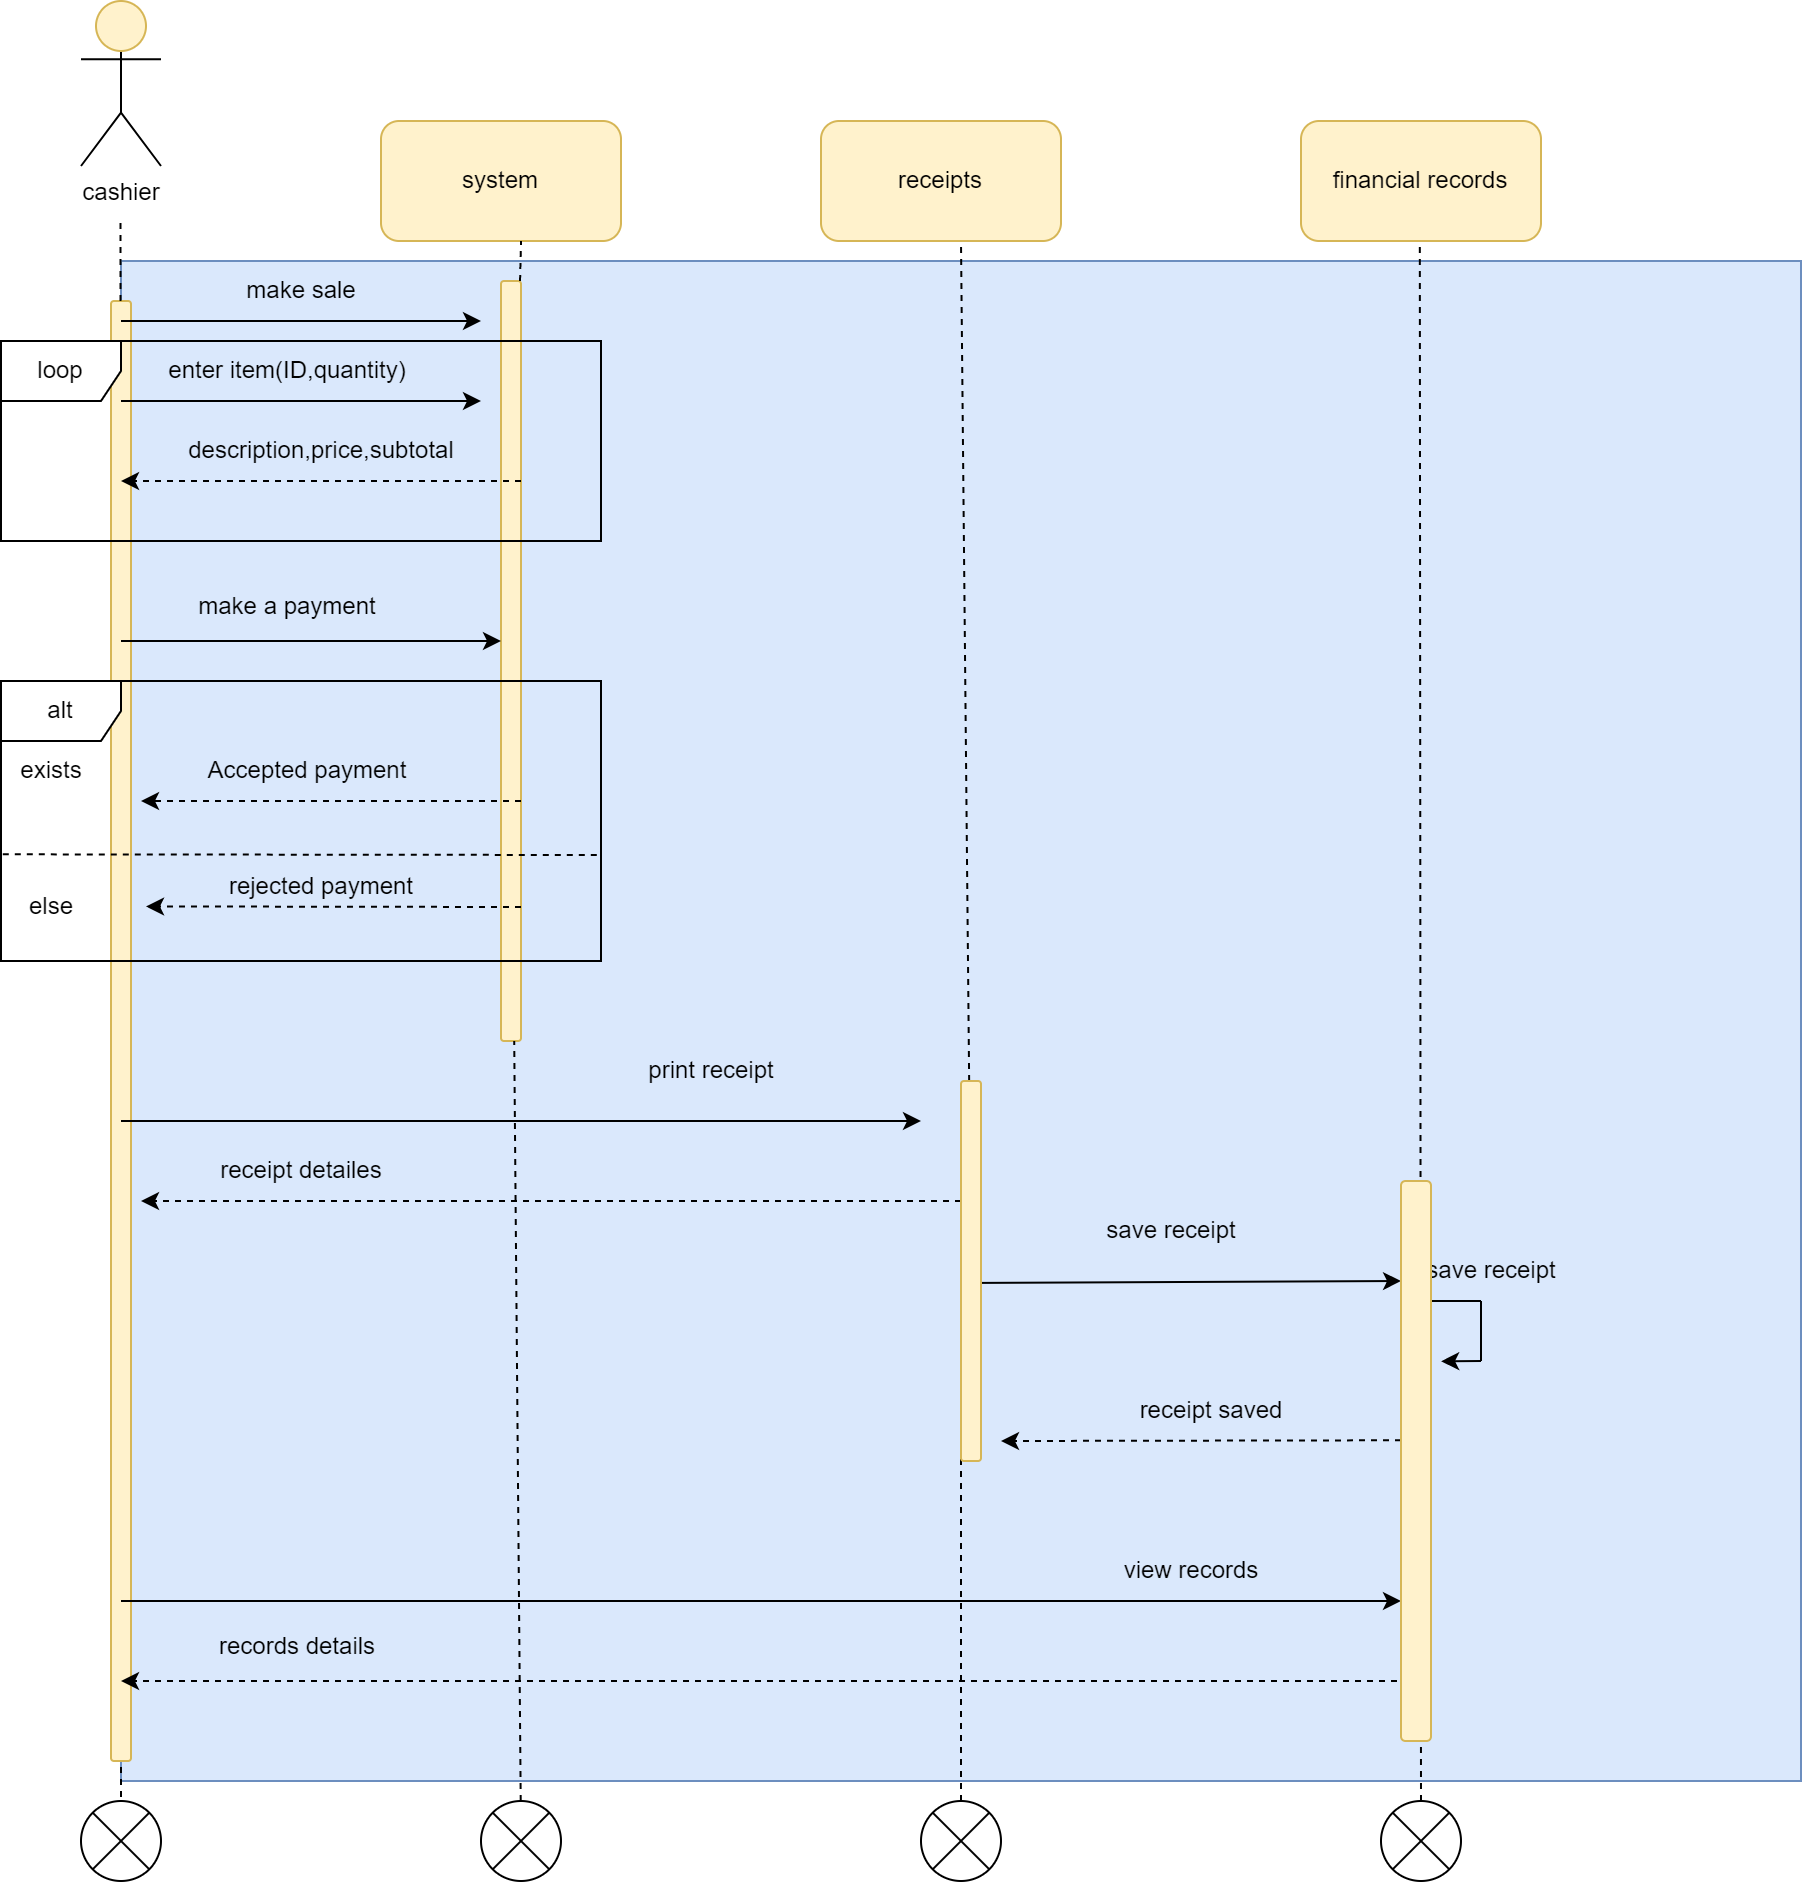 cashier
system
receipts
financial records
make sale
loop
enter item(ID,quantity)
description,price,subtotal
make a payment
alt
exists
Accepted payment
rejected payment
else
print receipt
receipt detailes
save receipt
save receipt
receipt saved
view records
records details